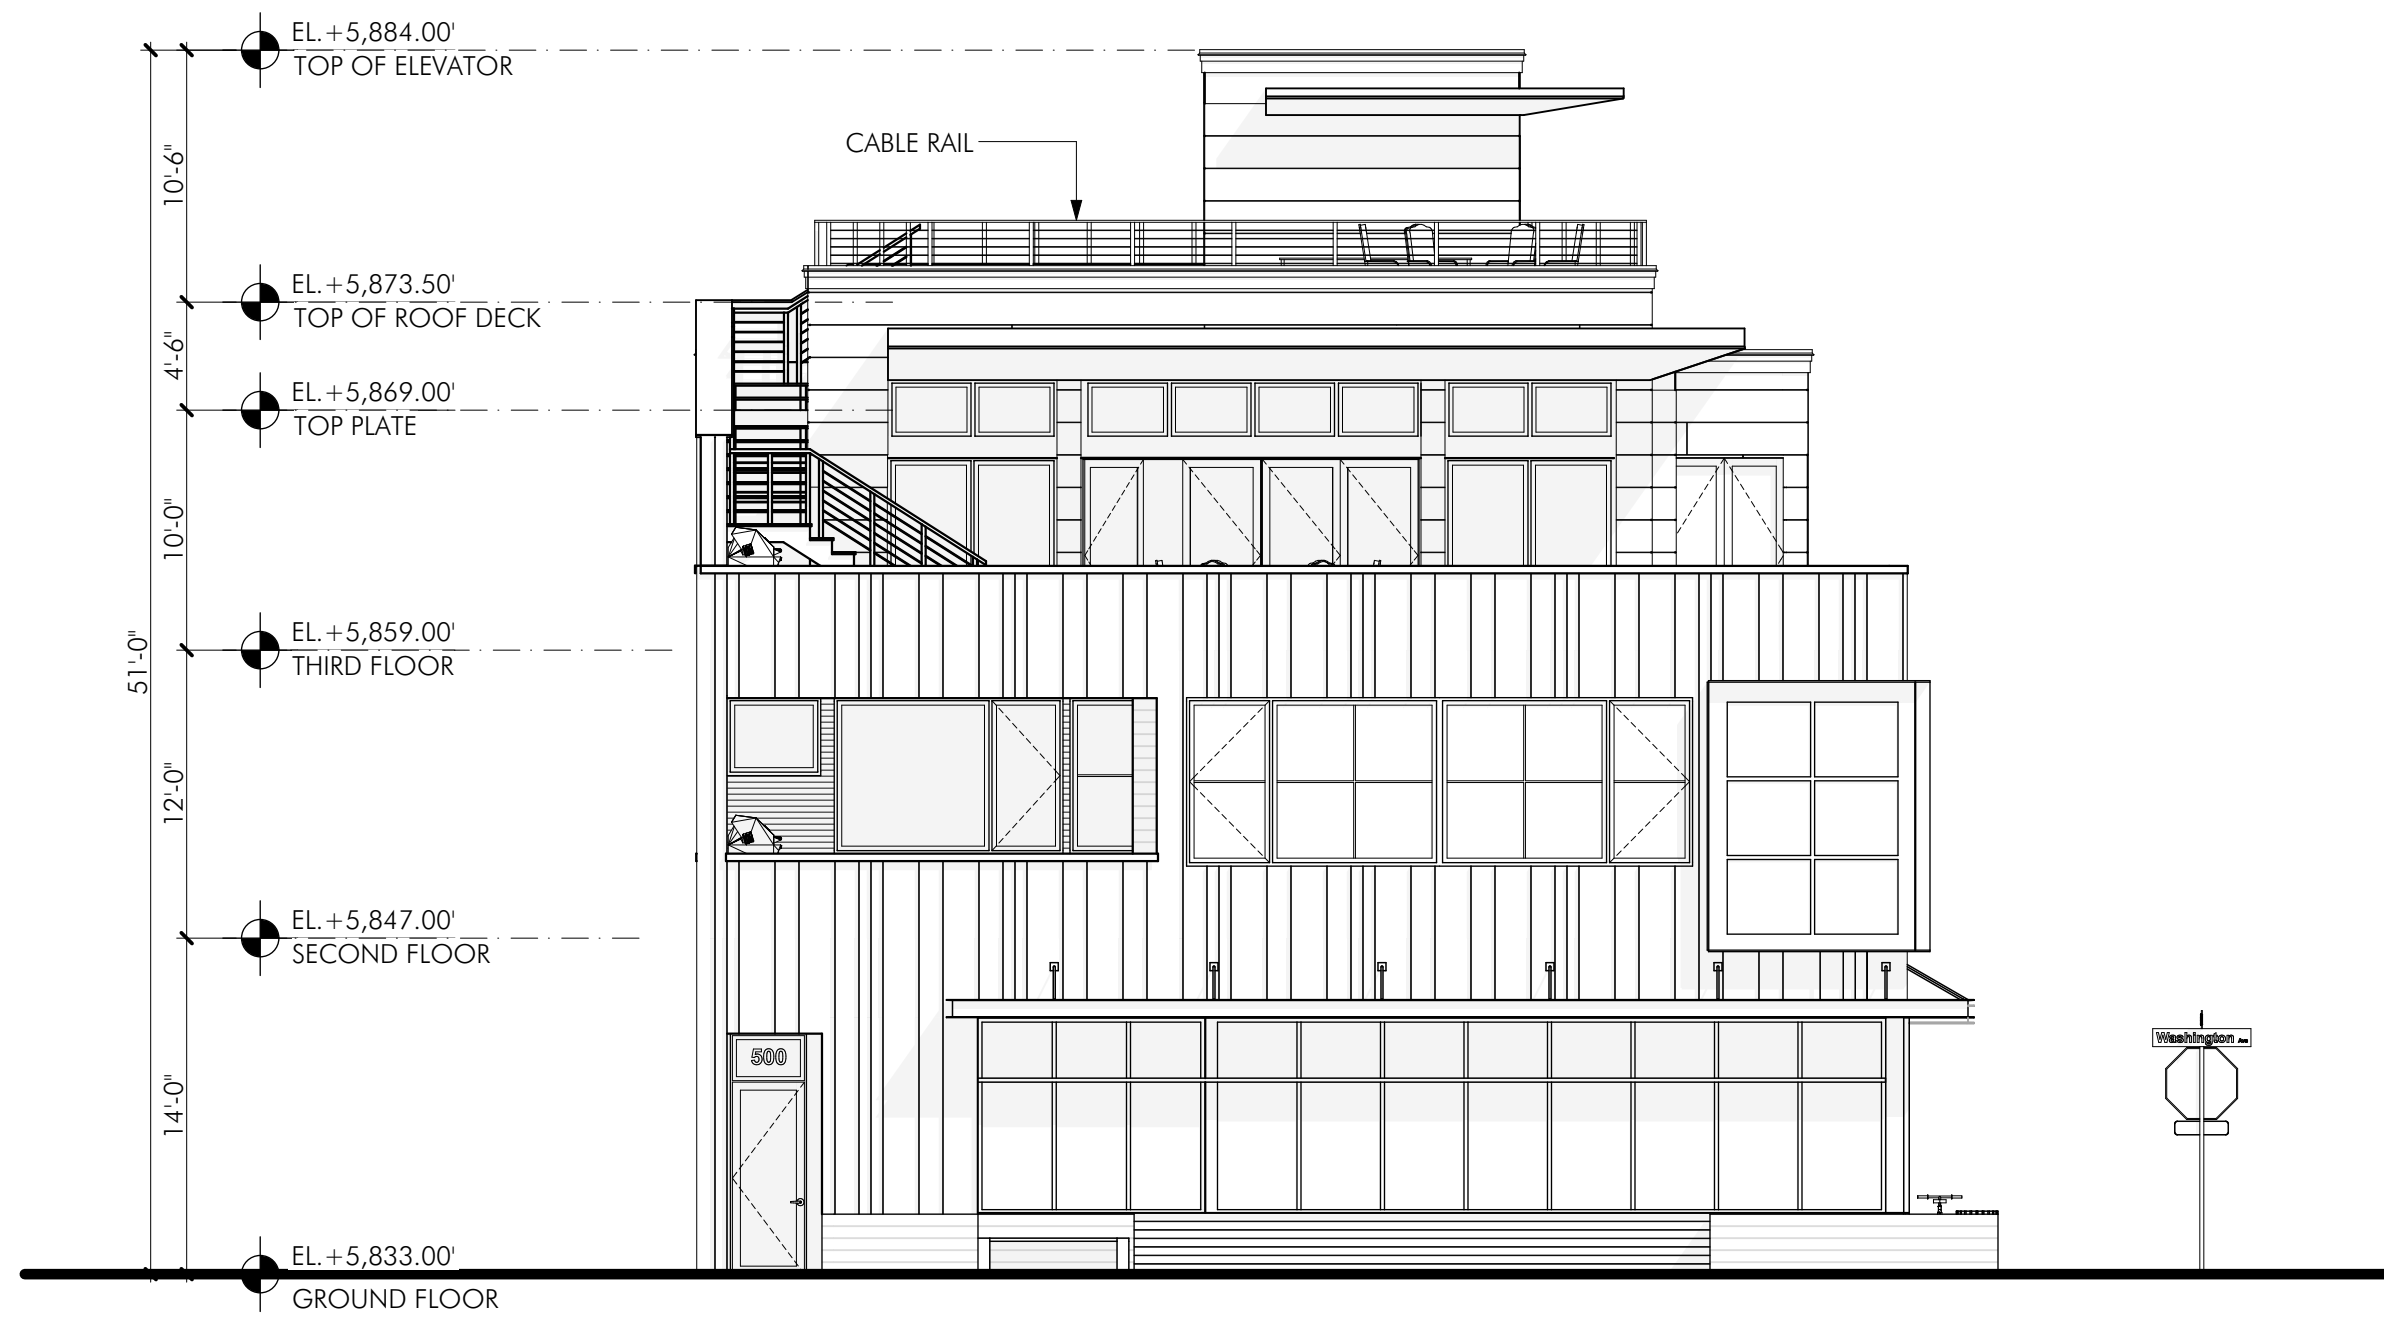 EL.+5,884.00'
TOP OF ELEVATOR
CABLE RAIL
10'-6"
EL.+5,873.50'
TOP OF ROOF DECK
4'-6"
EL.+5,869.00'
TOP PLATE
10'-0"
EL.+5,859.00'
THIRD FLOOR
51'-0"
12'-0"
EL.+5,847.00'
SECOND FLOOR
14'-0"
500
Washington Ave
EL.+5,833.00'
GROUND FLOOR